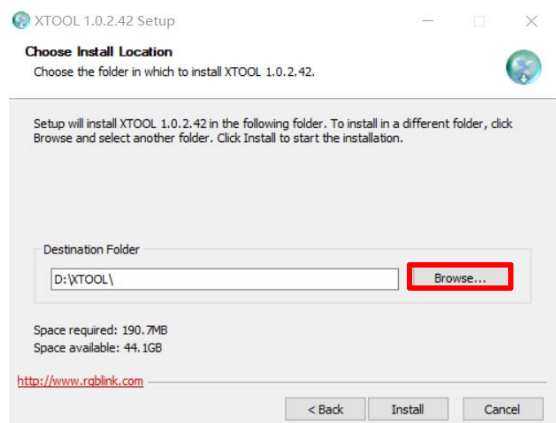 XTOOL 1.0.2.42 Setup
Choose Install Location
Choose the folder in which to install XTOOL 1.0.2.42.
Setup will install XTOOL 1.0.2.42 in the following folder. To install in a different folder, click
Browse and select another folder. Click Install to start the installation.
Destination Folder
D:\XTOOL\
Browse...
Space required: 190.7MB
Space available: 44.1GB
http://www.rgblink.com
< Back
Install
Cancel